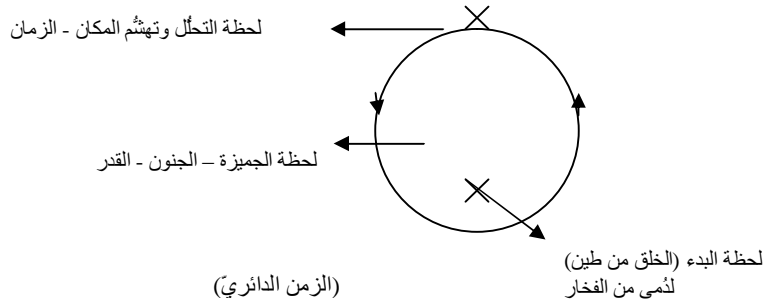 لحظة التحلُّل وتهشُّم المكان - الزمان
لحظة الجميزة – الجنون - القدر
لحظة البدء (الخلق من طين)
لدُمى من الفخار
(الزمن الدائريّ)